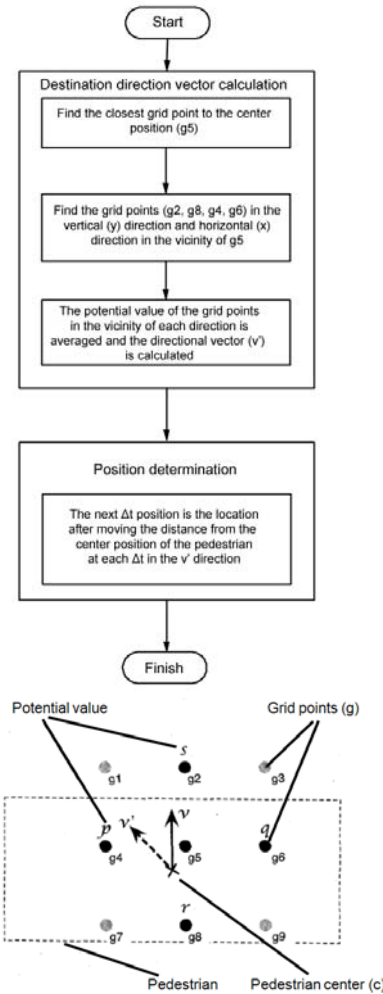 Start
Destination direction vector calculation
Find the closest grid point to the center
position (g5)
Find the grid points (g2, g8, g4, g6) in the
vertical (y) direction and horizontal (x)
direction in the vicinity of g5
The potential value of the grid points
in the vicinity of each direction is
averaged and the directional vector (v')
is calculated
Position determination
The next Δt position is the location
after moving the distance from the
center position of the pedestrian
at each Δt in the v' direction
Finish
Potential value
Grid points (g)
s
g1 g2 g3
p v' v q
g4 g5 g6
r
g7 g8 g9
Pedestrian
Pedestrian center (c)